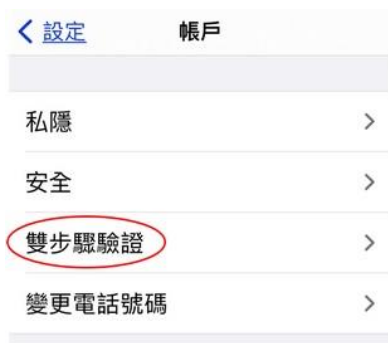 設定 帳戶
私隱
安全
雙步驟驗證
變更電話號碼